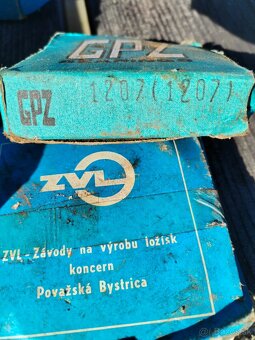 GPZ
GPZ 1207(1207)
ZVL
ZVL - Závody na výrobu ložísk
koncern
Považská Bystrica